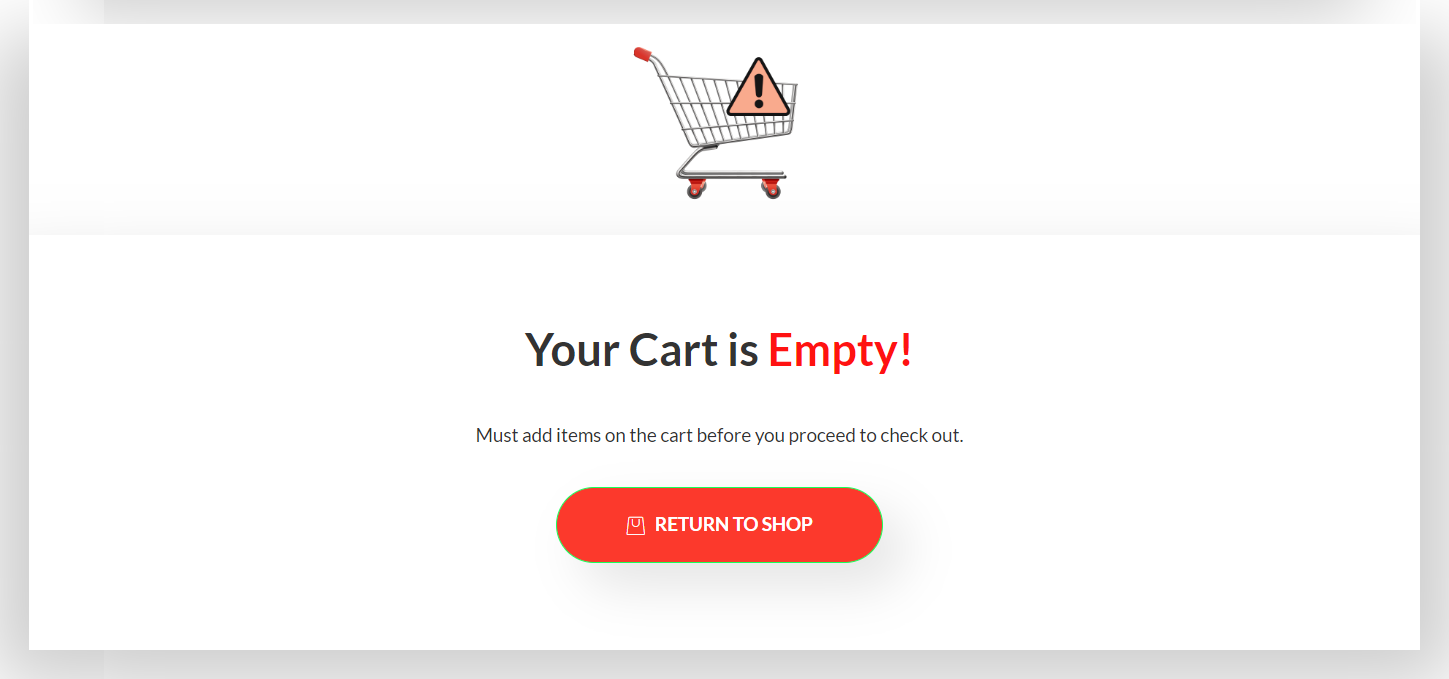 Your Cart is Empty!
Must add items on the cart before you proceed to check out.
RETURN TO SHOP